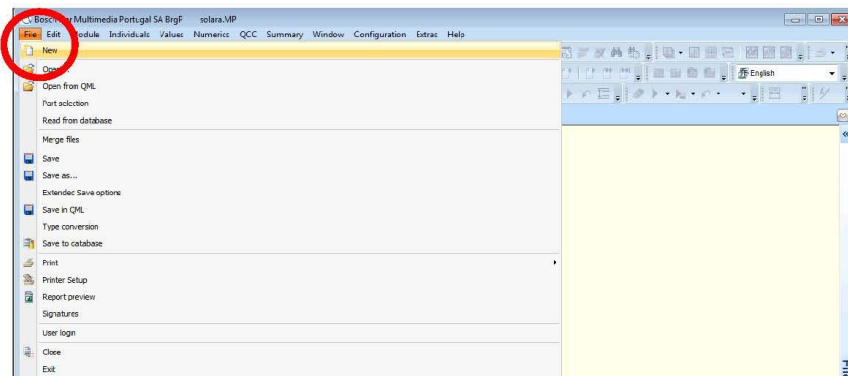 Bosch Car Multimedia Portugal SA BrgF solara.MP
File Edit Module Individuals Values Numerics QCC Summary Window Configuration Extras Help
New
Open...
Open from QML
Part selection
Read from database
Merge files
English
Save
Save as...
Extended Save options
Save in QML
Type conversion
Save to database
Print
Printer Setup
Report preview
Signatures
User login
Close
Exit